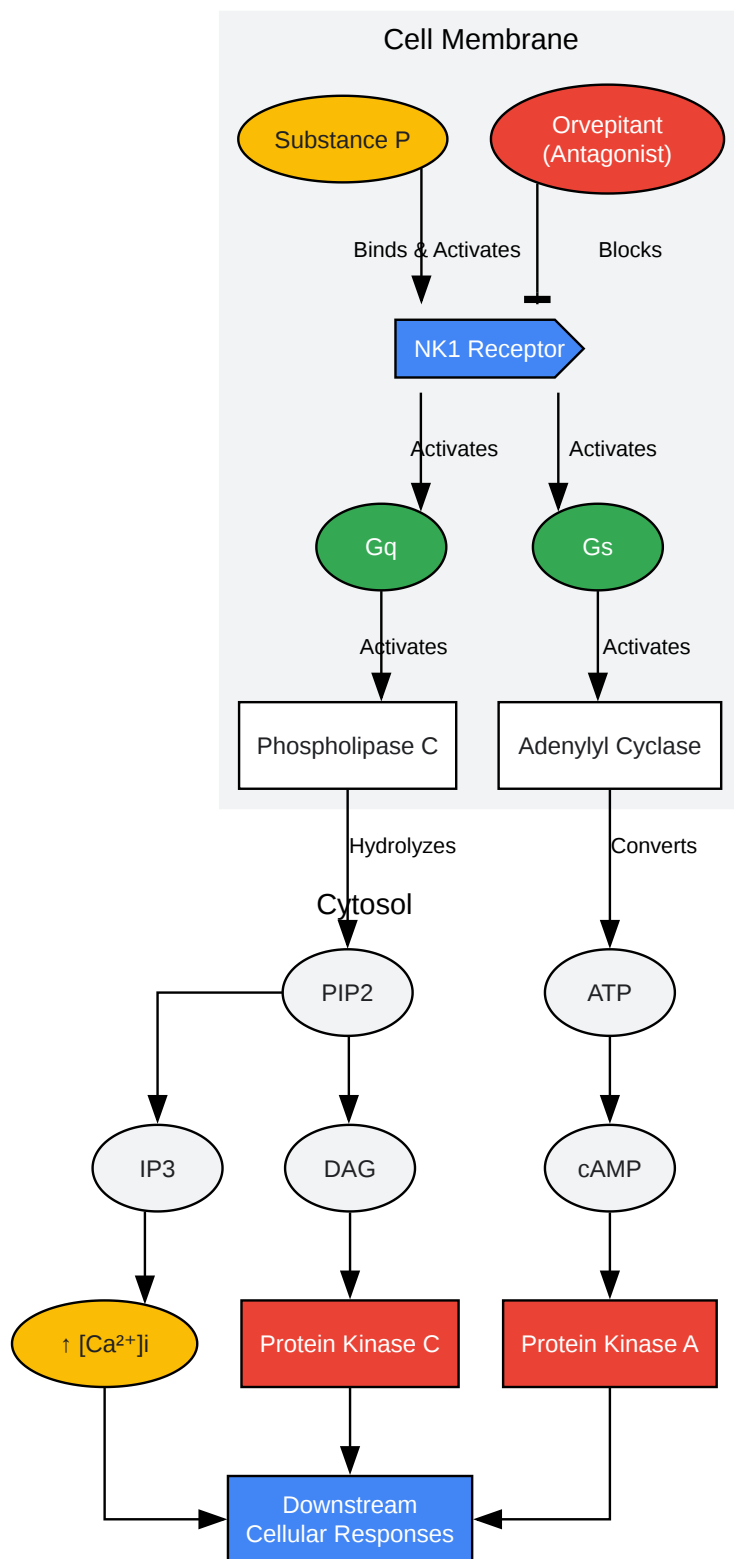 Cell Membrane
Substance P
Orvepitant
(Antagonist)
Binds & Activates
Blocks
NK1 Receptor
Activates
Activates
Gq
Gs
Activates
Activates
Phospholipase C
Adenylyl Cyclase
Hydrolyzes
Converts
Cytosol
PIP2
ATP
IP3
DAG
cAMP
↑ [Ca²⁺]i
Protein Kinase C
Protein Kinase A
Downstream
Cellular Responses